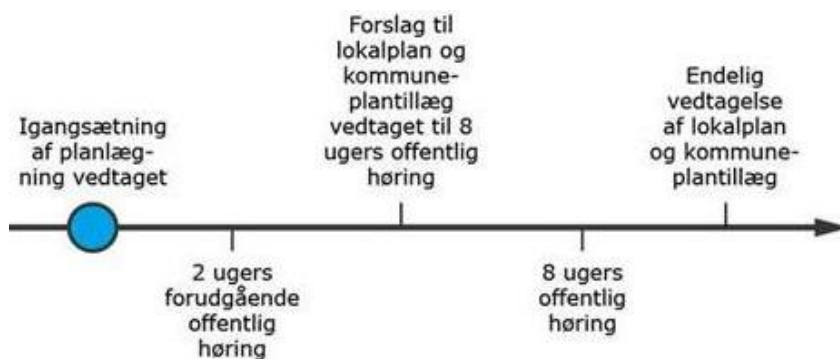 Igangsætning
af planlæg-
ning vedtaget
2 ugers
forudgående
offentlig
høring
Forslag til
lokalplan og
kommune-
plantillæg
vedtaget til 8
ugers offentlig
høring
8 ugers
offentlig
høring
Endelig
vedtagelse
af lokalplan
og kommune-
plantillæg